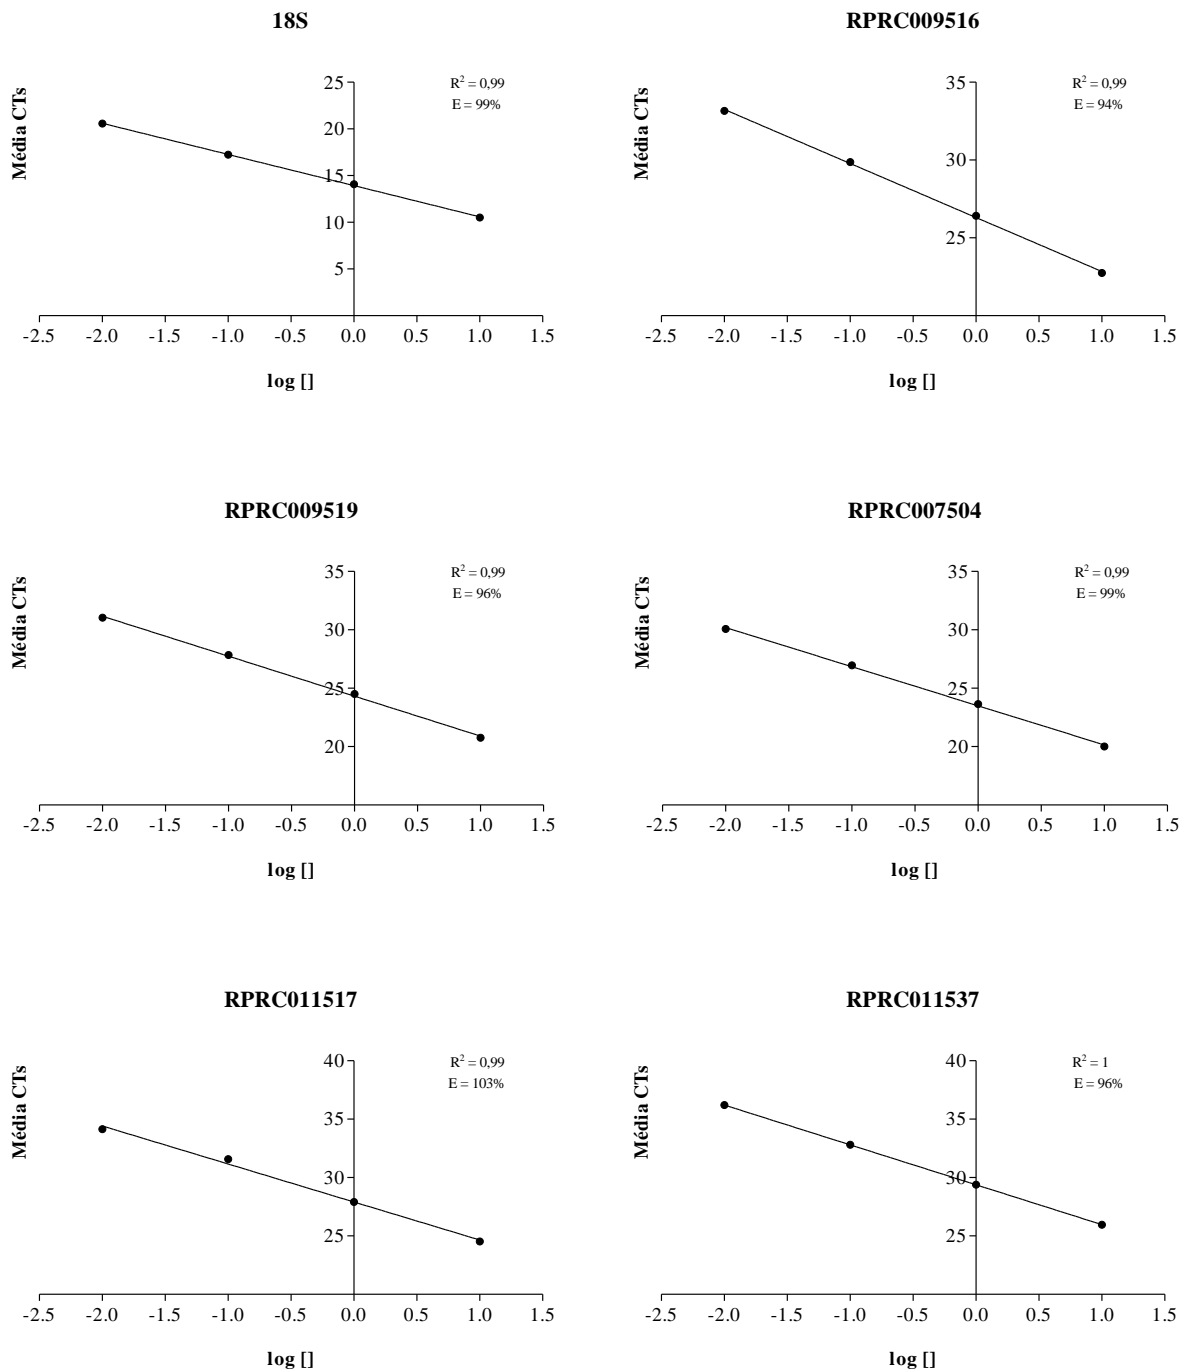 18S
Média CTs
25
20
15
10
5
R² = 0,99
E = 99%
-2.5 -2.0 -1.5 -1.0 -0.5 0.0 0.5 1.0 1.5
log []
RPRC009516
Média CTs
35
30
25
R² = 0,99
E = 94%
-2.5 -2.0 -1.5 -1.0 -0.5 0.0 0.5 1.0 1.5
log []
RPRC009519
Média CTs
35
30
25
20
R² = 0,99
E = 96%
-2.5 -2.0 -1.5 -1.0 -0.5 0.0 0.5 1.0 1.5
log []
RPRC007504
Média CTs
35
30
25
20
R² = 0,99
E = 99%
-2.5 -2.0 -1.5 -1.0 -0.5 0.0 0.5 1.0 1.5
log []
RPRC011517
Média CTs
40
35
30
25
R² = 0,99
E = 103%
-2.5 -2.0 -1.5 -1.0 -0.5 0.0 0.5 1.0 1.5
log []
RPRC011537
Média CTs
40
35
30
25
R² = 1
E = 96%
-2.5 -2.0 -1.5 -1.0 -0.5 0.0 0.5 1.0 1.5
log []